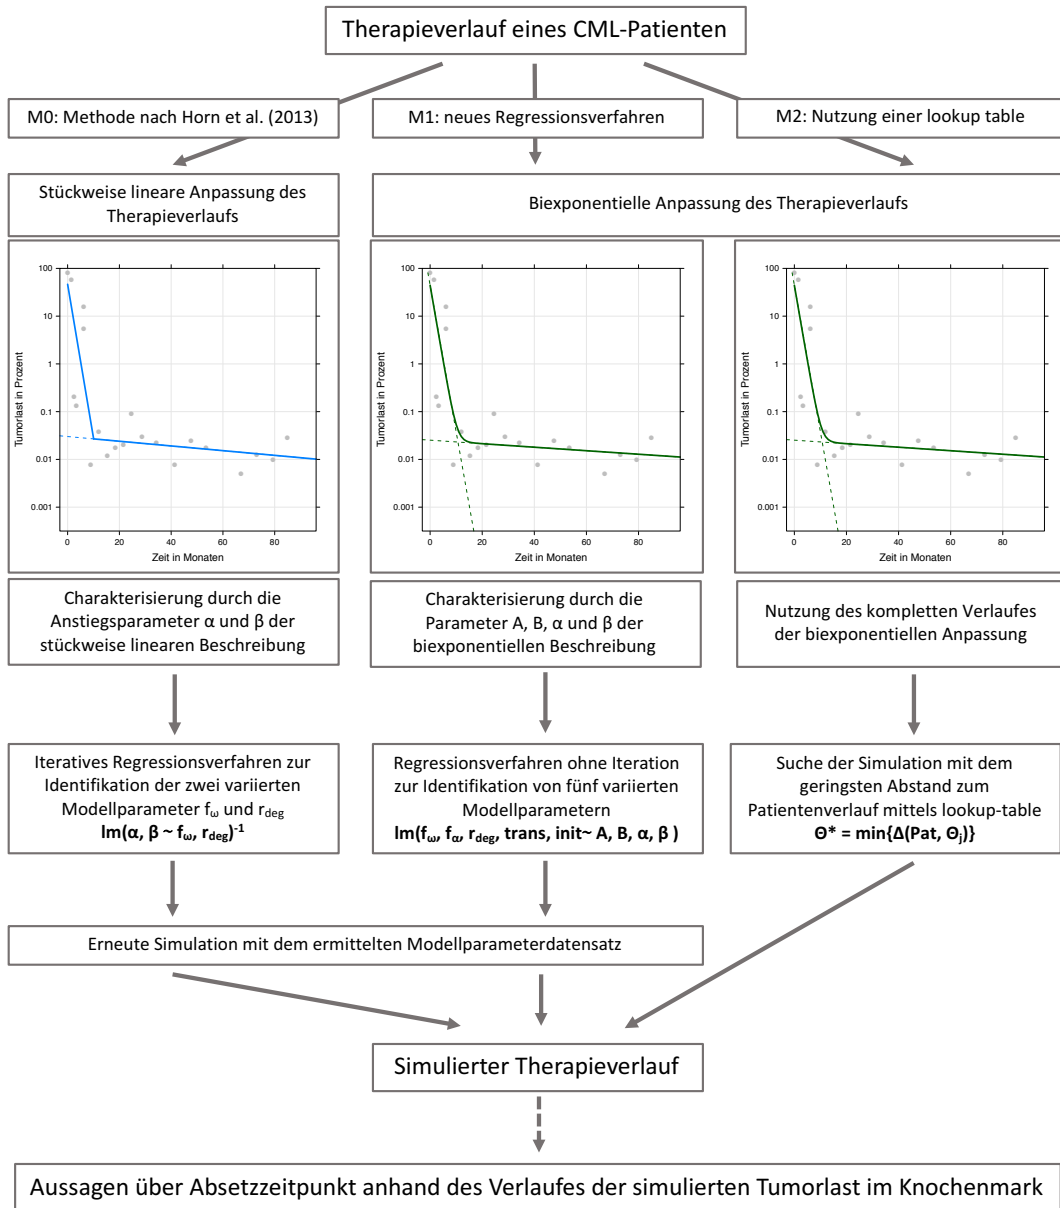 Therapieverlauf eines CML-Patienten
M0: Methode nach Horn et al. (2013)
M1: neues Regressionsverfahren
M2: Nutzung einer lookup table
Stückweise lineare Anpassung des
Therapieverlaufs
Biexponentielle Anpassung des Therapieverlaufs
Tumorlast in Prozent
100
10
1
0.1
0.01
0.001
0 20 40 60 80
Zeit in Monaten
Tumorlast in Prozent
100
10
1
0.1
0.01
0.001
0 20 40 60 80
Zeit in Monaten
Tumorlast in Prozent
100
10
1
0.1
0.01
0.001
0 20 40 60 80
Zeit in Monaten
Charakterisierung durch die
Anstiegsparameter α und β der
stückweise linearen Beschreibung
Charakterisierung durch die
Parameter A, B, α und β der
biexponentiellen Beschreibung
Nutzung des kompletten Verlaufes
der biexponentiellen Anpassung
Iteratives Regressionsverfahren zur
Identifikation der zwei variierten
Modellparameter fω und rdeg
lm(α, β ~ fω, rdeg)-1
Regressionsverfahren ohne Iteration
zur Identifikation von fünf variierten
Modellparametern
lm(fω, fα, rdeg, trans, init~ A, B, α, β )
Suche der Simulation mit dem
geringsten Abstand zum
Patientenverlauf mittels lookup-table
Θ* = min{Δ(Pat, Θj)}
Erneute Simulation mit dem ermittelten Modellparameterdatensatz
Simulierter Therapieverlauf
Aussagen über Absetzzeitpunkt anhand des Verlaufes der simulierten Tumorlast im Knochenmark